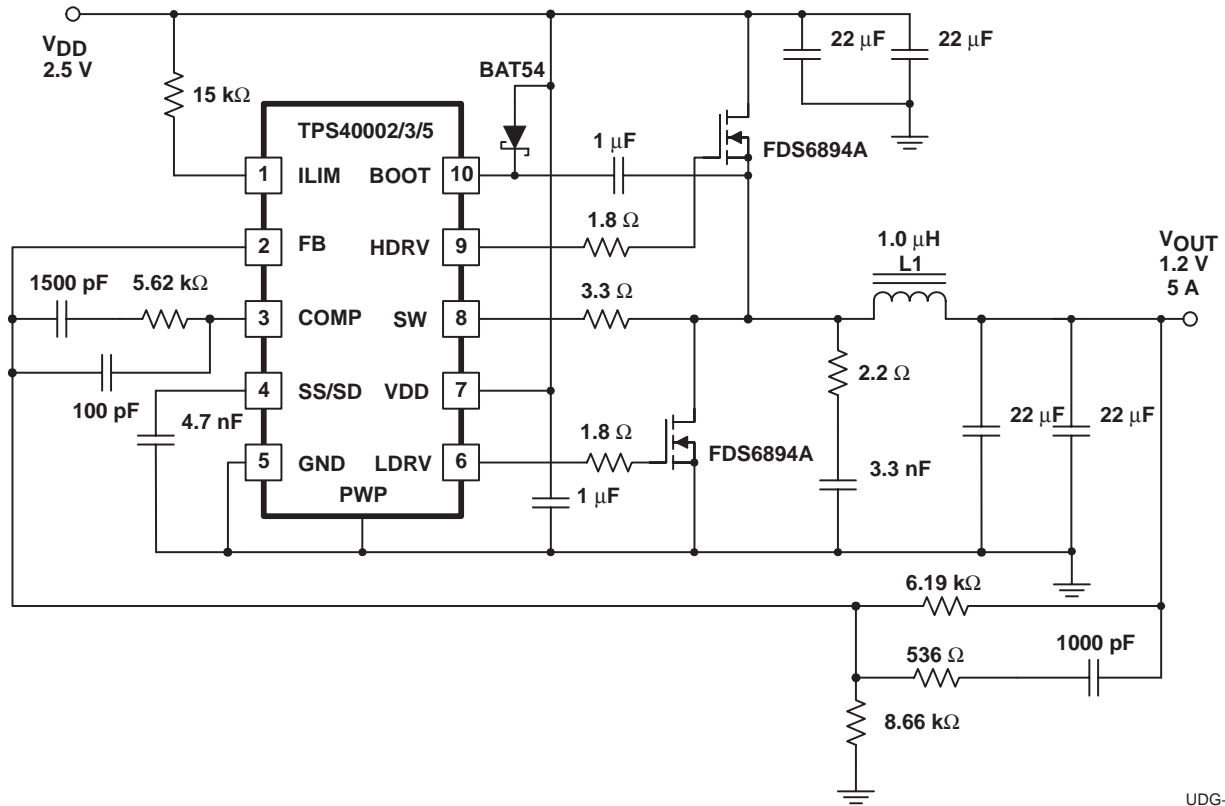 VDD
2.5 V
15 kΩ
BAT54
22 µF
22 µF
TPS40002/3/5
1 µF
FDS6894A
1 ILIM BOOT 10
1.8 Ω
2 FB HDRV 9
1.0 µH
L1
VOUT
1.2 V
5 A
1500 pF
5.62 kΩ
3.3 Ω
3 COMP SW 8
2.2 Ω
100 pF
4 SS/SD VDD 7
4.7 nF
22 µF
22 µF
1.8 Ω
FDS6894A
5 GND LDRV 6
3.3 nF
PWP
1 µF
6.19 kΩ
1000 pF
536 Ω
8.66 kΩ
UDG-